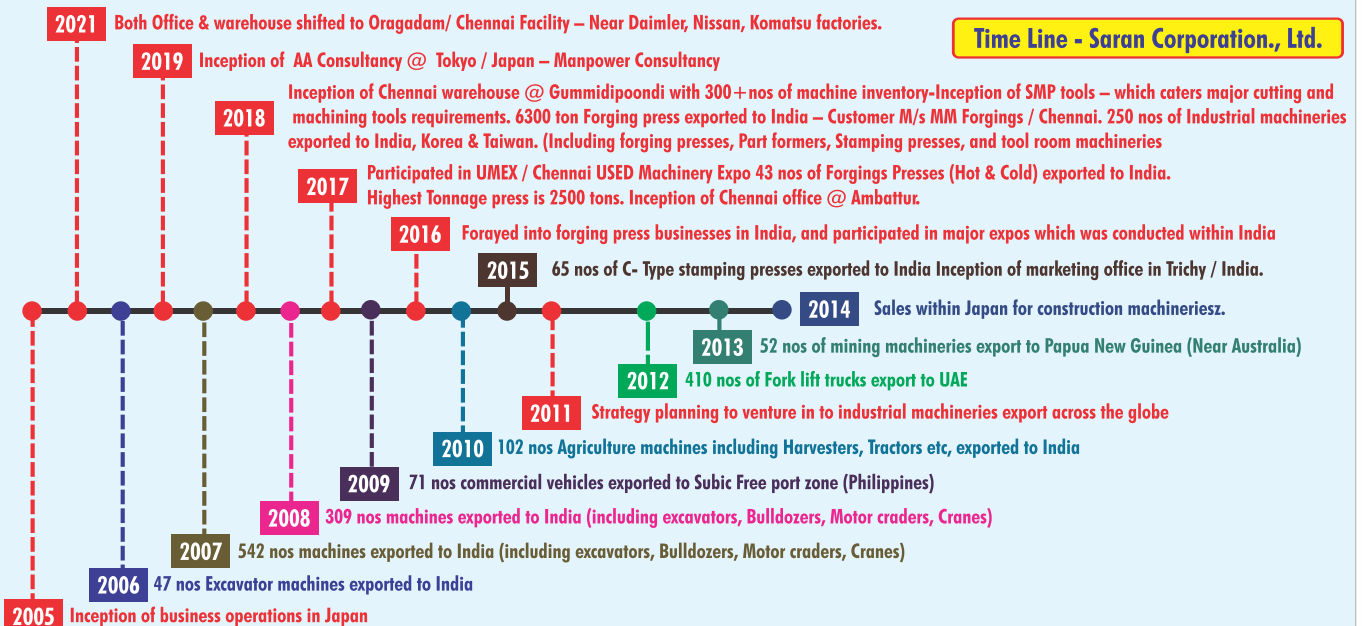 2021 Both Office & warehouse shifted to Oragadam/ Chennai Facility – Near Daimler, Nissan, Komatsu factories.
Time Line - Saran Corporation., Ltd.
2019 Inception of AA Consultancy @ Tokyo / Japan – Manpower Consultancy
2018 Inception of Chennai warehouse @ Gummidipoondi with 300+nos of machine inventory-Inception of SMP tools – which caters major cutting and
machining tools requirements. 6300 ton Forging press exported to India – Customer M/s MM Forgings / Chennai. 250 nos of Industrial machineries
exported to India, Korea & Taiwan. (Including forging presses, Part formers, Stamping presses, and tool room machineries
2017 Participated in UMEX / Chennai USED Machinery Expo 43 nos of Forgings Presses (Hot & Cold) exported to India.
Highest Tonnage press is 2500 tons. Inception of Chennai office @ Ambattur.
2016 Forayed into forging press businesses in India, and participated in major expos which was conducted within India
2015 65 nos of C- Type stamping presses exported to India Inception of marketing office in Trichy / India.
2014 Sales within Japan for construction machineriesz.
2013 52 nos of mining machineries export to Papua New Guinea (Near Australia)
2012 410 nos of Fork lift trucks export to UAE
2011 Strategy planning to venture in to industrial machineries export across the globe
2010 102 nos Agriculture machines including Harvesters, Tractors etc, exported to India
2009 71 nos commercial vehicles exported to Subic Free port zone (Philippines)
2008 309 nos machines exported to India (including excavators, Bulldozers, Motor craders, Cranes)
2007 542 nos machines exported to India (including excavators, Bulldozers, Motor craders, Cranes)
2006 47 nos Excavator machines exported to India
2005 Inception of business operations in Japan